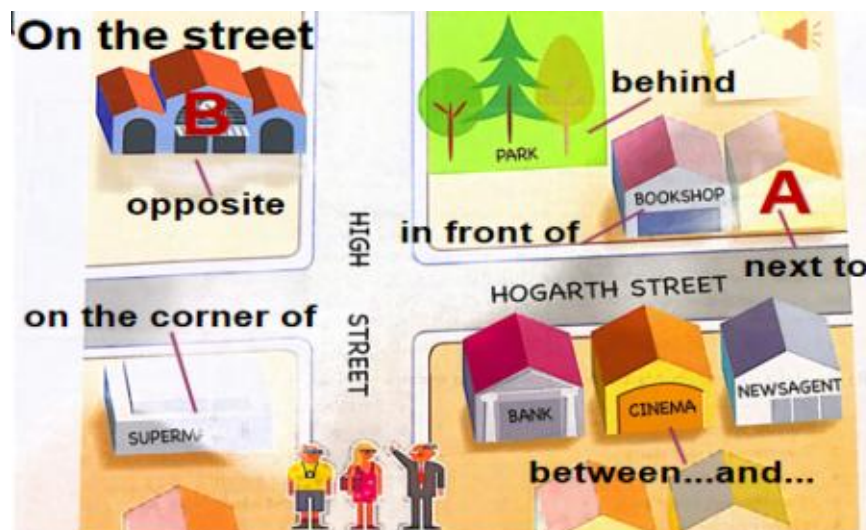 On the street
B
behind
PARK
opposite
BOOKSHOP
A
in front of
HIGH STREET
next to
HOGARTH STREET
on the corner of
BANK
CINEMA
NEWSAGENT
between...and...